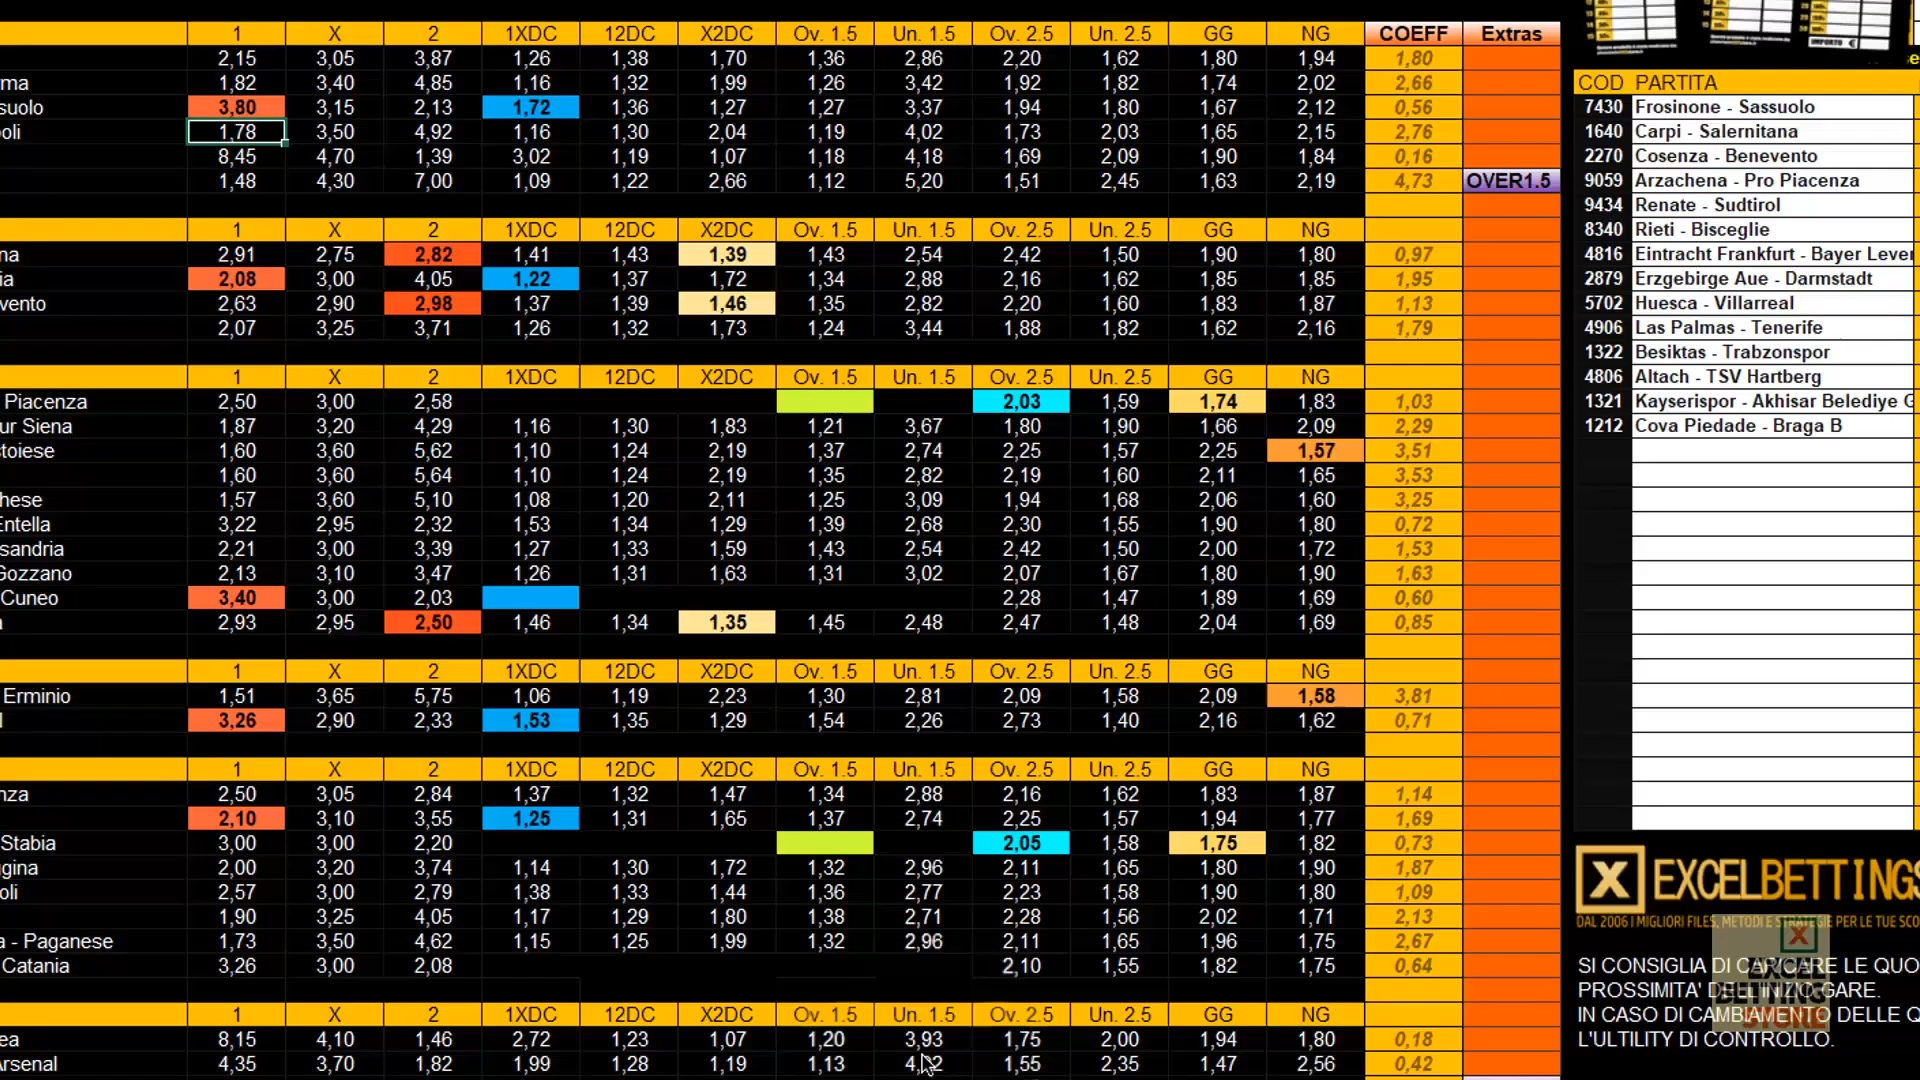 1 X 2 1XDC 12DC X2DC Ov. 1.5 Un. 1.5 Ov. 2.5 Un. 2.5 GG NG COEFF Extras
2,15 3,05 3,87 1,26 1,38 1,70 1,36 2,86 2,20 1,62 1,80 1,94 1,80
rma 1,82 3,40 4,85 1,16 1,32 1,99 1,26 3,42 1,92 1,82 1,74 2,02 2,66
suolo 3,80 3,15 2,13 1,72 1,36 1,27 1,27 3,37 1,94 1,80 1,67 2,12 0,56
oli 1,78 3,50 4,92 1,16 1,30 2,04 1,19 4,02 1,73 2,03 1,65 2,15 2,76
8,45 4,70 1,39 3,02 1,19 1,07 1,18 4,18 1,69 2,09 1,90 1,84 0,16
1,48 4,30 7,00 1,09 1,22 2,66 1,12 5,20 1,51 2,45 1,63 2,19 4,73 OVER1.5
1 X 2 1XDC 12DC X2DC Ov. 1.5 Un. 1.5 Ov. 2.5 Un. 2.5 GG NG
na 2,91 2,75 2,82 1,41 1,43 1,39 1,43 2,54 2,42 1,50 1,90 1,80 0,97
ia 2,08 3,00 4,05 1,22 1,37 1,72 1,34 2,88 2,16 1,62 1,85 1,85 1,95
vento 2,63 2,90 2,98 1,37 1,39 1,46 1,35 2,82 2,20 1,60 1,83 1,87 1,13
2,07 3,25 3,71 1,26 1,32 1,73 1,24 3,44 1,88 1,82 1,62 2,16 1,79
1 X 2 1XDC 12DC X2DC Ov. 1.5 Un. 1.5 Ov. 2.5 Un. 2.5 GG NG
Piacenza 2,50 3,00 2,58 2,03 1,59 1,74 1,83 1,03
ur Siena 1,87 3,20 4,29 1,16 1,30 1,83 1,21 3,67 1,80 1,90 1,66 2,09 2,29
toiese 1,60 3,60 5,62 1,10 1,24 2,19 1,37 2,74 2,25 1,57 2,25 1,57 3,51
1,60 3,60 5,64 1,10 1,24 2,19 1,35 2,82 2,19 1,60 2,11 1,65 3,53
hese 1,57 3,60 5,10 1,08 1,20 2,11 1,25 3,09 1,94 1,68 2,06 1,60 3,25
Entella 3,22 2,95 2,32 1,53 1,34 1,29 1,39 2,68 2,30 1,55 1,90 1,80 0,72
sandria 2,21 3,00 3,39 1,27 1,33 1,59 1,43 2,54 2,42 1,50 2,00 1,72 1,53
Gozzano 2,13 3,10 3,47 1,26 1,31 1,63 1,31 3,02 2,07 1,67 1,80 1,90 1,63
Cuneo 3,40 3,00 2,03 2,28 1,47 1,89 1,69 0,60
2,93 2,95 2,50 1,46 1,34 1,35 1,45 2,48 2,47 1,48 2,04 1,69 0,85
1 X 2 1XDC 12DC X2DC Ov. 1.5 Un. 1.5 Ov. 2.5 Un. 2.5 GG NG
Erminio 1,51 3,65 5,75 1,06 1,19 2,23 1,30 2,81 2,09 1,58 2,09 1,58 3,81
3,26 2,90 2,33 1,53 1,35 1,29 1,54 2,26 2,73 1,40 2,16 1,62 0,71
1 X 2 1XDC 12DC X2DC Ov. 1.5 Un. 1.5 Ov. 2.5 Un. 2.5 GG NG
nza 2,50 3,05 2,84 1,37 1,32 1,47 1,34 2,88 2,16 1,62 1,83 1,87 1,14
2,10 3,10 3,55 1,25 1,31 1,65 1,37 2,74 2,25 1,57 1,94 1,77 1,69
Stabia 3,00 3,00 2,20 2,05 1,58 1,75 1,82 0,73
ggina 2,00 3,20 3,74 1,14 1,30 1,72 1,32 2,96 2,11 1,65 1,80 1,90 1,87
oli 2,57 3,00 2,79 1,38 1,33 1,44 1,36 2,77 2,23 1,58 1,90 1,80 1,09
1,90 3,25 4,05 1,17 1,29 1,80 1,38 2,71 2,28 1,56 2,02 1,71 2,13
a - Paganese 1,73 3,50 4,62 1,15 1,25 1,99 1,32 2,96 2,11 1,65 1,96 1,75 2,67
Catania 3,26 3,00 2,08 2,10 1,55 1,82 1,75 0,64
1 X 2 1XDC 12DC X2DC Ov. 1.5 Un. 1.5 Ov. 2.5 Un. 2.5 GG NG
ea 8,15 4,10 1,46 2,72 1,23 1,07 1,20 3,93 1,75 2,00 1,94 1,80 0,18
Arsenal 4,35 3,70 1,82 1,99 1,28 1,19 1,13 1,55 2,35 1,47 2,56 0,42
IMPORTO €
COD PARTITA
7430 Frosinone - Sassuolo
1640 Carpi - Salernitana
2270 Cosenza - Benevento
9059 Arzachena - Pro Piacenza
9434 Renate - Sudtirol
8340 Rieti - Bisceglie
4816 Eintracht Frankfurt - Bayer Lever
2879 Erzgebirge Aue - Darmstadt
5702 Huesca - Villarreal
4906 Las Palmas - Tenerife
1322 Besiktas - Trabzonspor
4806 Altach - TSV Hartberg
1321 Kayserispor - Akhisar Belediye G
1212 Cova Piedade - Braga B
X EXCELBETTINGS
DAL 2006 I MIGLIORI FILES, METODI E STRATEGIE PER LE TUE SCO
SI CONSIGLIA DI CARICARE LE QUO
PROSSIMITA' DELL'INIZIO GARE.
IN CASO DI CAMBIAMENTO DELLE Q
L'ULTILITY DI CONTROLLO.
X
EXCEL
BETTING
STORE